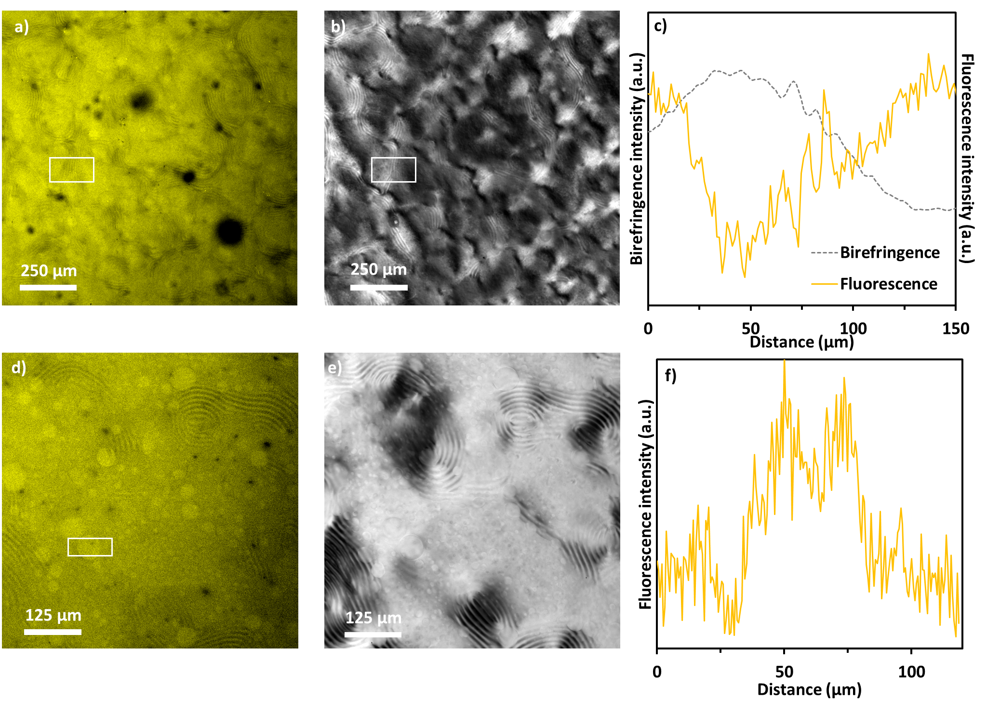 a)
250 μm
b)
250 μm
c)
Birefringence intensity (a.u.)
Fluorescence intensity (a.u.)
Birefringence
Fluorescence
0 50 100 150
Distance (μm)
d)
125 μm
e)
125 μm
f)
Fluorescence intensity (a.u.)
0 50 100
Distance (μm)